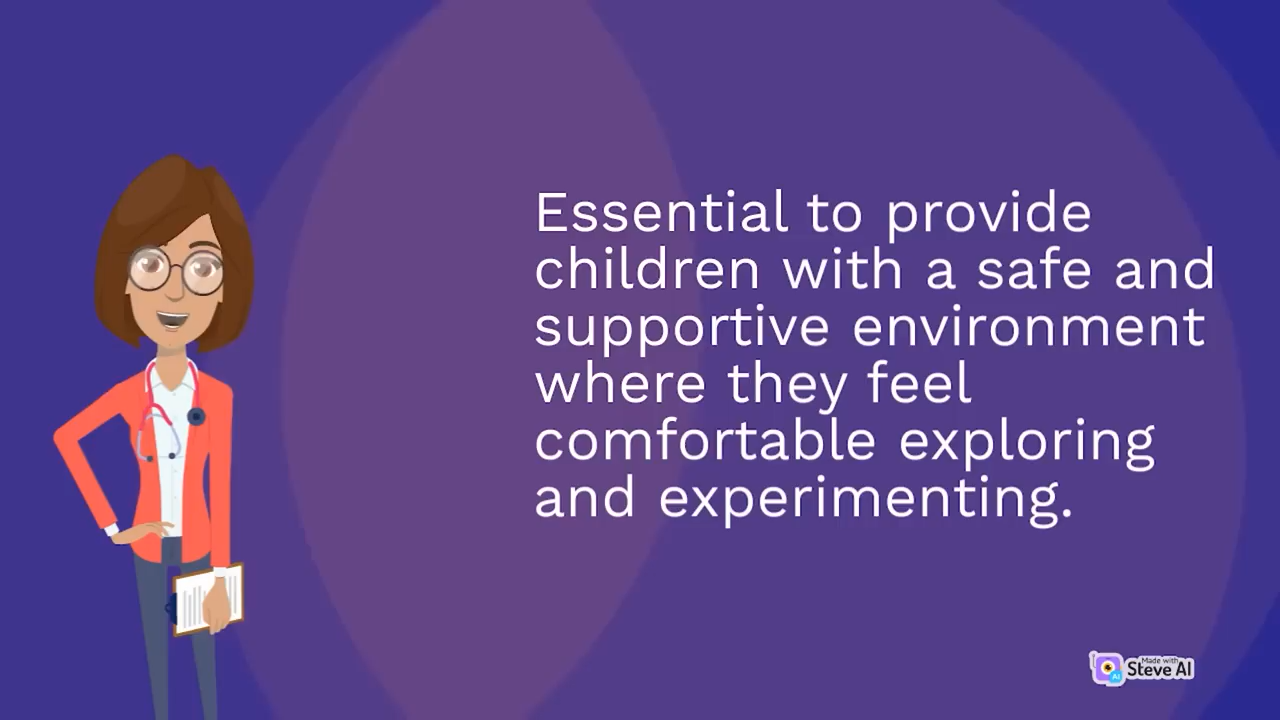 Essential to provide
children with a safe and
supportive environment
where they feel
comfortable exploring
and experimenting.
Made with
Steve AI
AI